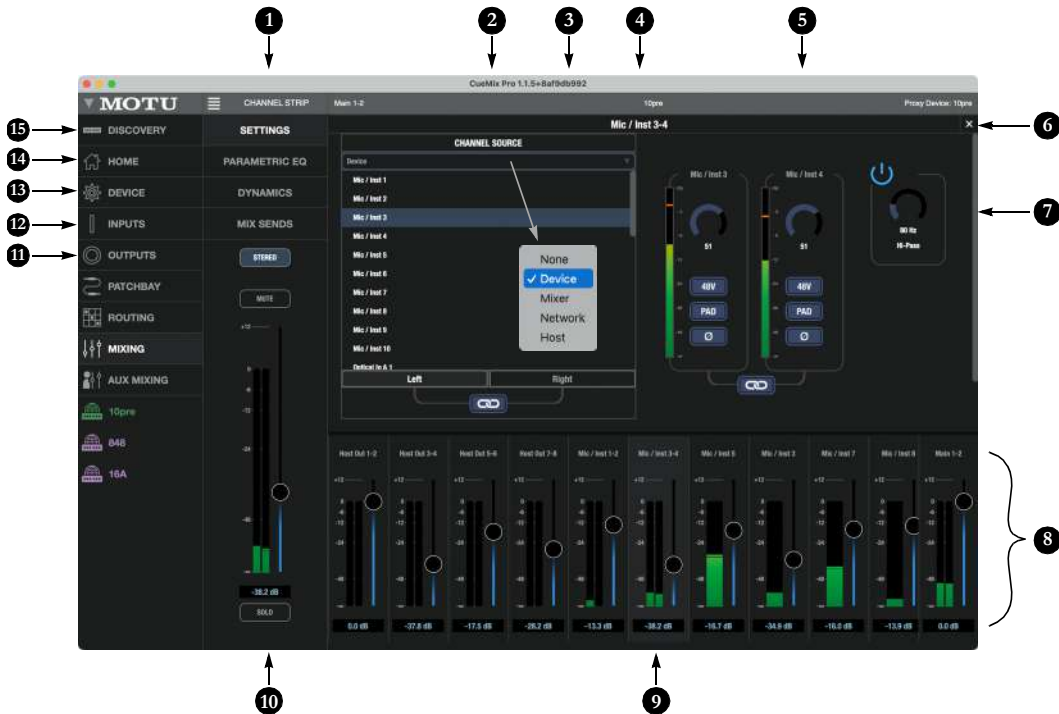 1
2
3
4
5
CueMix Pro 1.1.5+8af9db992
MOTU
CHANNEL STRIP
Main 1-2
10pre
Proxy Device: 10pre
15
DISCOVERY
14
HOME
13
DEVICE
12
INPUTS
11
OUTPUTS
PATCHBAY
ROUTING
MIXING
AUX MIXING
10pre
848
16A
SETTINGS
PARAMETRIC EQ
DYNAMICS
MIX SENDS
STEREO
MUTE
+12
0
-6
-12
-24
-48
-∞
-38.2 dB
SOLO
10
Mic / Inst 3-4
×
6
CHANNEL SOURCE
Device
Mic / Inst 1
Mic / Inst 2
Mic / Inst 3
Mic / Inst 4
Mic / Inst 5
Mic / Inst 6
Mic / Inst 7
Mic / Inst 8
Mic / Inst 9
Mic / Inst 10
Optical In A 1
Left
Right
None
✓ Device
Mixer
Network
Host
Mic / Inst 3
51
48V
PAD
Ø
Mic / Inst 4
51
48V
PAD
Ø
80 Hz
Hi-Pass
7
Host Out 1-2
Host Out 3-4
Host Out 5-6
Host Out 7-8
Mic / Inst 1-2
Mic / Inst 3-4
Mic / Inst 5
Mic / Inst 7
Mic / Inst 8
Main 1-2
0.0 dB
-37.8 dB
-17.5 dB
-26.2 dB
-13.3 dB
-38.2 dB
-16.7 dB
-34.9 dB
-16.0 dB
-13.9 dB
0.0 dB
8
9